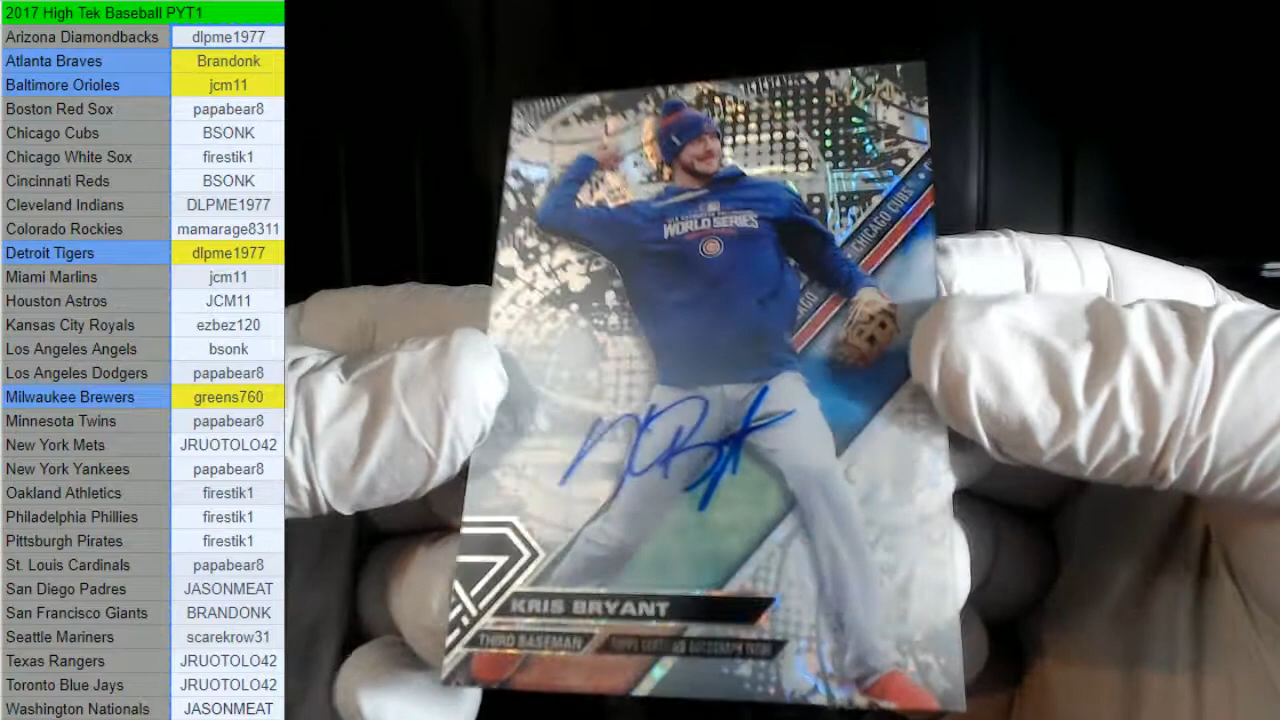 2017 High Tek Baseball PYT1
Arizona Diamondbacks dlpme1977
Atlanta Braves Brandonk
Baltimore Orioles jcm11
Boston Red Sox papabear8
Chicago Cubs BSONK
Chicago White Sox firestik1
Cincinnati Reds BSONK
Cleveland Indians DLPME1977
Colorado Rockies mamarage8311
Detroit Tigers dlpme1977
Miami Marlins jcm11
Houston Astros JCM11
Kansas City Royals ezbez120
Los Angeles Angels bsonk
Los Angeles Dodgers papabear8
Milwaukee Brewers greens760
Minnesota Twins papabear8
New York Mets JRUOTOLO42
New York Yankees papabear8
Oakland Athletics firestik1
Philadelphia Phillies firestik1
Pittsburgh Pirates firestik1
St. Louis Cardinals papabear8
San Diego Padres JASONMEAT
San Francisco Giants BRANDONK
Seattle Mariners scarekrow31
Texas Rangers JRUOTOLO42
Toronto Blue Jays JRUOTOLO42
Washington Nationals JASONMEAT
CHICAGO CUBS
WORLD SERIES
KRIS BRYANT
THIRD BASEMAN